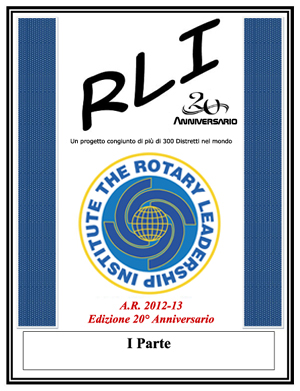 RLI
20
ANNIVERSARIO
Un progetto congiunto di più di 300 Distretti nel mondo
THE ROTARY LEADERSHIP INSTITUTE
A.R. 2012-13
Edizione 20° Anniversario
I Parte